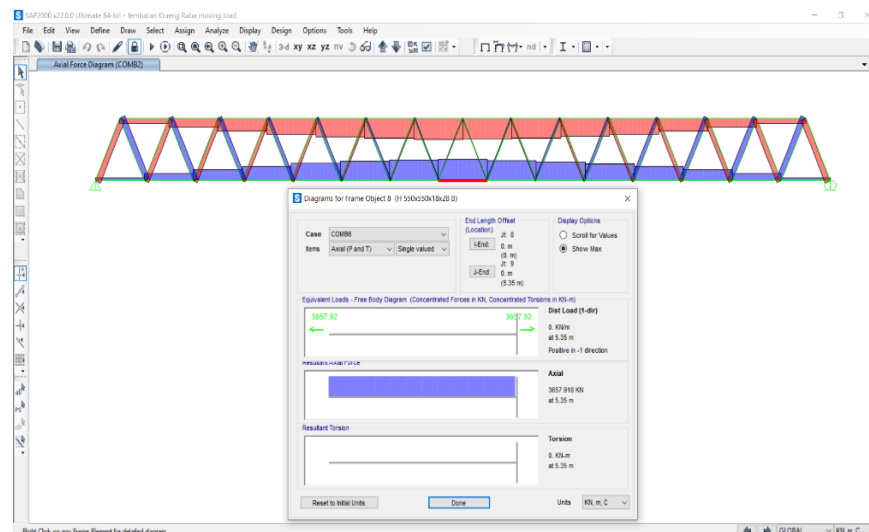 SAP2000 v22.0.0 Ultimate 64-bit - Jembatan Krueng Raba moving load
File Edit View Define Draw Select Assign Analyze Display Design Options Tools Help
3-d xy xz yz nv
nd
Axial Force Diagram (COMB2)
Diagrams for Frame Object 8 (H 550x550x18x28 B)
Case COMB6
Items Axial (P and T) Single valued
End Length Offset
(Location)
Jt: 8
I-End: 0. m
(0. m)
Jt: 9
J-End: 0. m
(5.35 m)
Display Options
Scroll for Values
Show Max
Equivalent Loads - Free Body Diagram (Concentrated Forces in KN, Concentrated Torsions in KN-m)
3657.92 3657.92
Dist Load (1-dir)
0. KN/m
at 5.35 m
Positive in -1 direction
Resultant Axial Force
Axial
3657.918 KN
at 5.35 m
Resultant Torsion
Torsion
0. KN-m
at 5.35 m
Reset to Initial Units Done Units KN, m, C
Right Click on any Frame Element for detailed diagram
GLOBAL KN, m, C